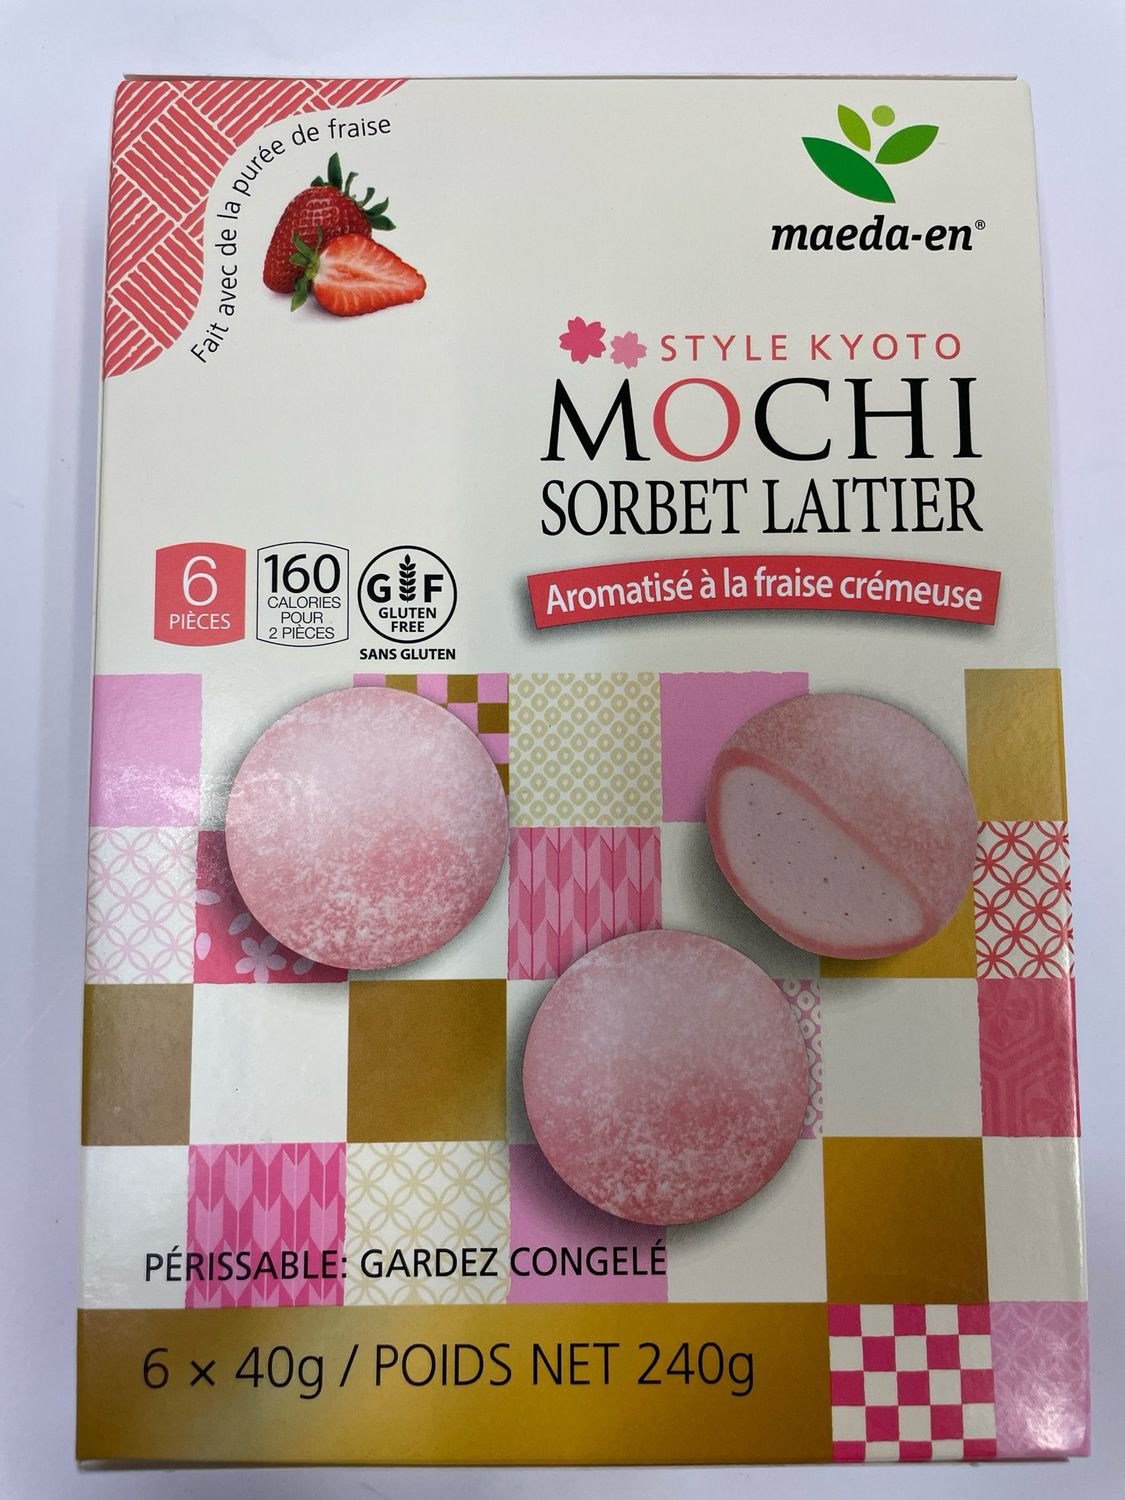 Fait avec de la purée de fraise
maeda-en®
STYLE KYOTO
MOCHI
SORBET LAITIER
Aromatisé à la fraise crémeuse
6
PIÈCES
160
CALORIES
POUR
2 PIÈCES
G F
GLUTEN
FREE
SANS GLUTEN
PÉRISSABLE: GARDEZ CONGELÉ
6 × 40g / POIDS NET 240g